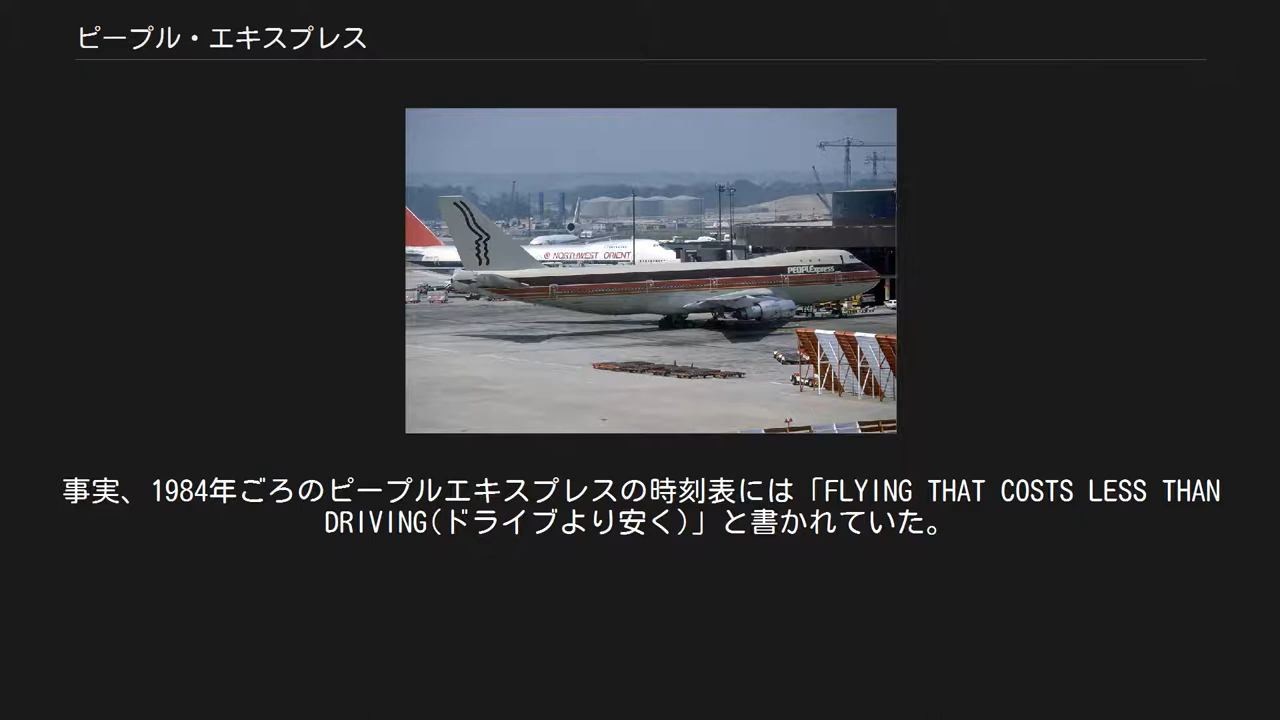 ピープル・エキスプレス
NORTHWEST ORIENT
PEOPLExpress
事実、1984年ごろのピープルエキスプレスの時刻表には「FLYING THAT COSTS LESS THAN
DRIVING(ドライブより安く)」と書かれていた。